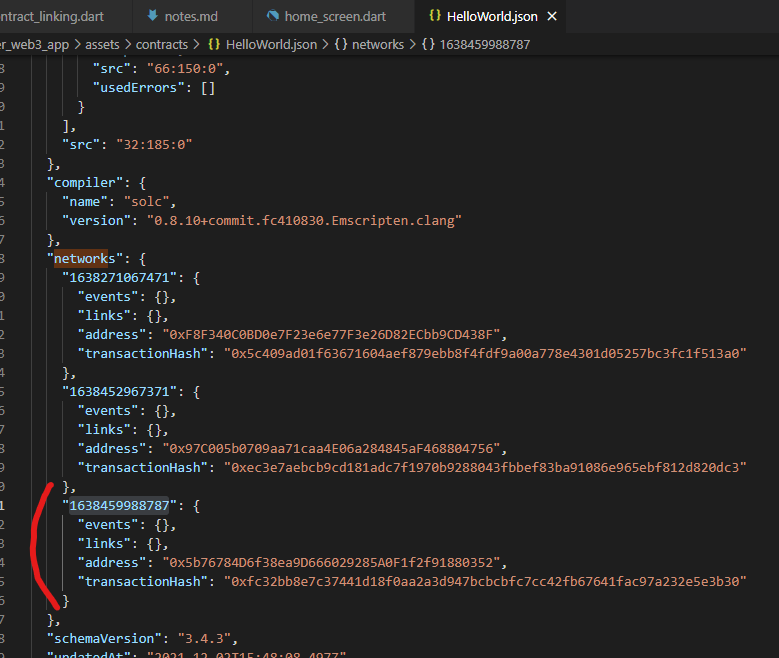 ntract_linking.dart notes.md home_screen.dart {} HelloWorld.json ×
er_web3_app > assets > contracts > {} HelloWorld.json > {} networks > {} 1638459988787
8 "src": "66:150:0",
9 "usedErrors": []
0 }
1 ],
2 "src": "32:185:0"
3 },
4 "compiler": {
5 "name": "solc",
6 "version": "0.8.10+commit.fc410830.Emscripten.clang"
7 },
8 "networks": {
9 "1638271067471": {
0 "events": {},
1 "links": {},
2 "address": "0xF8F340C0BD0e7F23e6e77F3e26D82ECbb9CD438F",
3 "transactionHash": "0x5c409ad01f63671604aef879ebb8f4fdf9a00a778e4301d05257bc3fc1f513a0"
4 },
5 "1638452967371": {
6 "events": {},
7 "links": {},
8 "address": "0x97C005b0709aa71caa4E06a284845aF468804756",
9 "transactionHash": "0xec3e7aebcb9cd181adc7f1970b9288043fbbef83ba91086e965ebf812d820dc3"
0 },
1 "1638459988787": {
2 "events": {},
3 "links": {},
4 "address": "0x5b76784D6f38ea9D666029285A0F1f2f91880352",
5 "transactionHash": "0xfc32bb8e7c37441d18f0aa2a3d947bcbcbfc7cc42fb67641fac97a232e5e3b30"
6 }
7 },
8 "schemaVersion": "3.4.3",
"updatedAt": "2021-12-02T15:48:08.497Z"